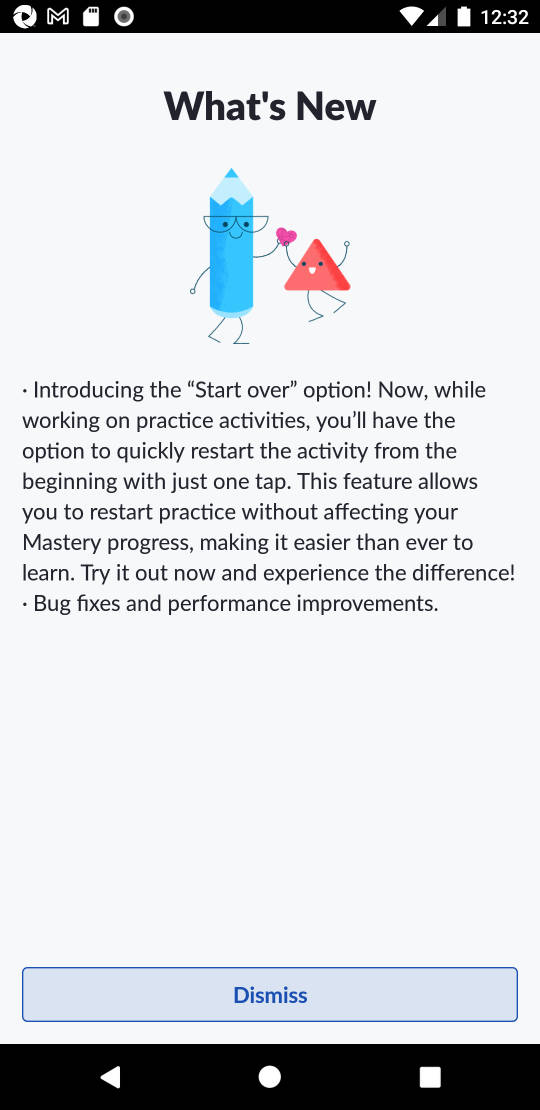 12:32
What's New
· Introducing the “Start over” option! Now, while
working on practice activities, you’ll have the
option to quickly restart the activity from the
beginning with just one tap. This feature allows
you to restart practice without affecting your
Mastery progress, making it easier than ever to
learn. Try it out now and experience the difference!
· Bug fixes and performance improvements.
Dismiss